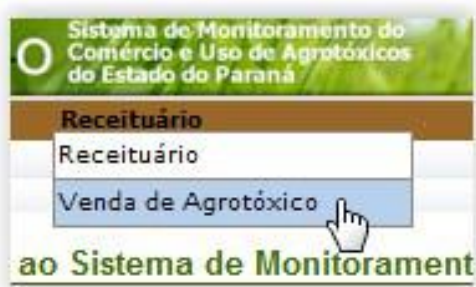 Sistema de Monitoramento do
O Comércio e Uso de Agrotóxicos
do Estado do Paraná
Receituário
Receituário
Venda de Agrotóxico
ao Sistema de Monitorament